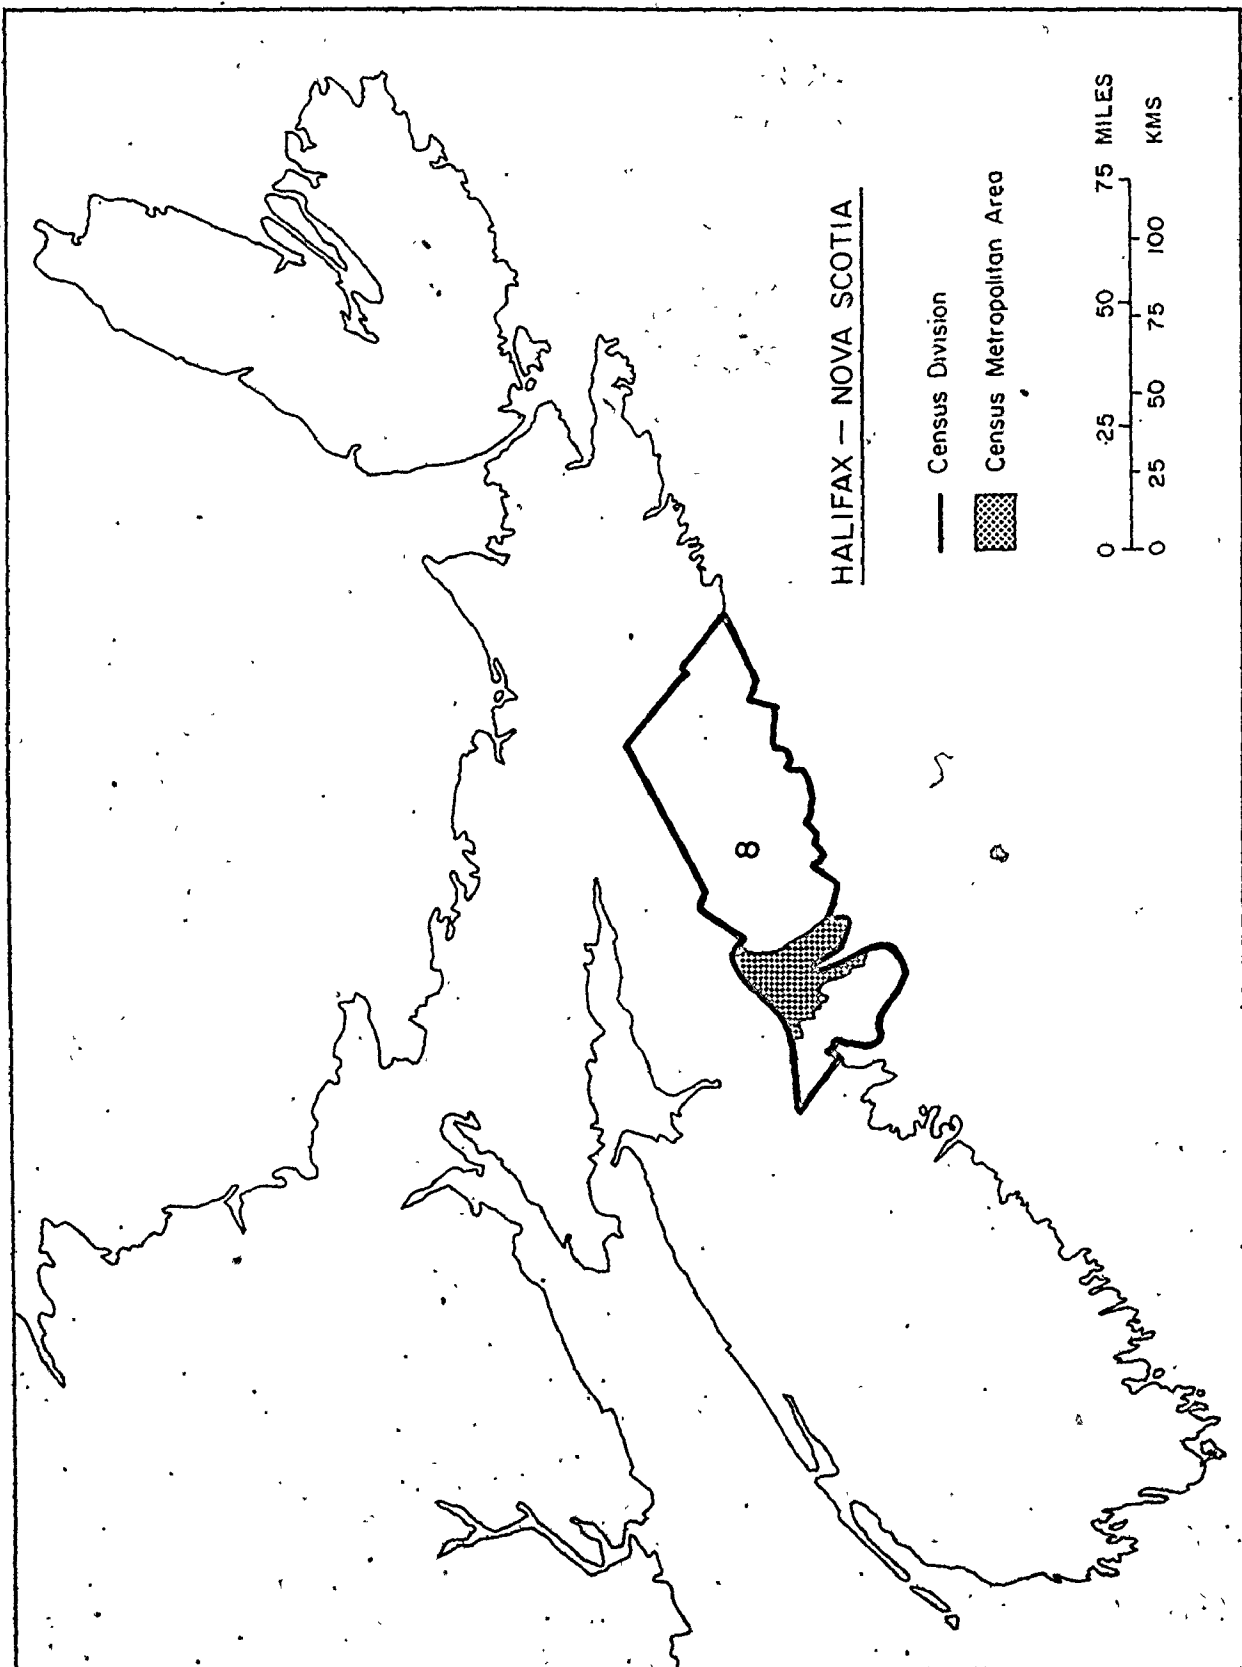 HALIFAX — NOVA SCOTIA
Census Division
Census Metropolitan Area
0 25 50 75 MILES
0 25 50 75 100 KMS
8